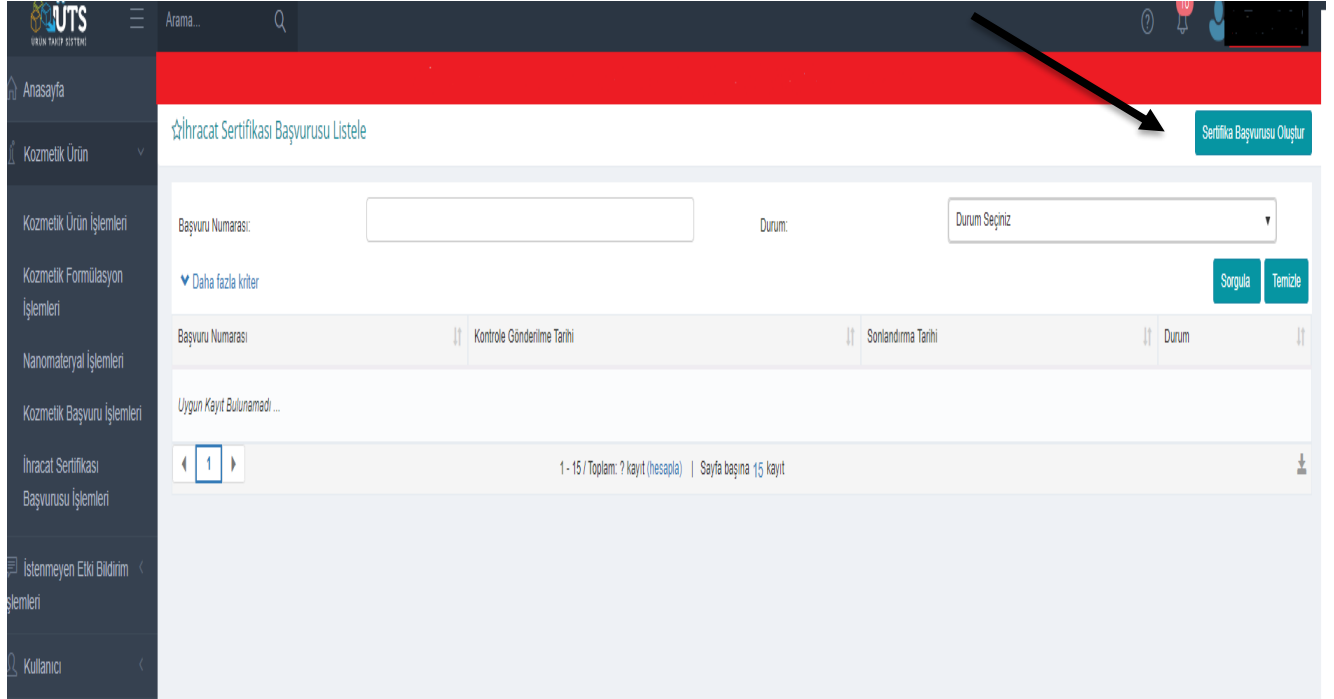 ÜTS
ÜRÜN TAKİP SİSTEMİ
Arama...
Anasayfa
Kozmetik Ürün
Kozmetik Ürün İşlemleri
Kozmetik Formülasyon
İşlemleri
Nanomateryal İşlemleri
Kozmetik Başvuru İşlemleri
İhracat Sertifikası
Başvurusu İşlemleri
İstenmeyen Etki Bildirim
şlemleri
Kullanıcı
İhracat Sertifikası Başvurusu Listele
Sertifika Başvurusu Oluştur
Başvuru Numarası:
Durum:
Durum Seçiniz
Daha fazla kriter
Sorgula
Temizle
Başvuru Numarası
Kontrole Gönderilme Tarihi
Sonlandırma Tarihi
Durum
Uygun Kayıt Bulunamadı ...
1
1 - 15 / Toplam: ? kayıt (hesapla) | Sayfa başına 15 kayıt